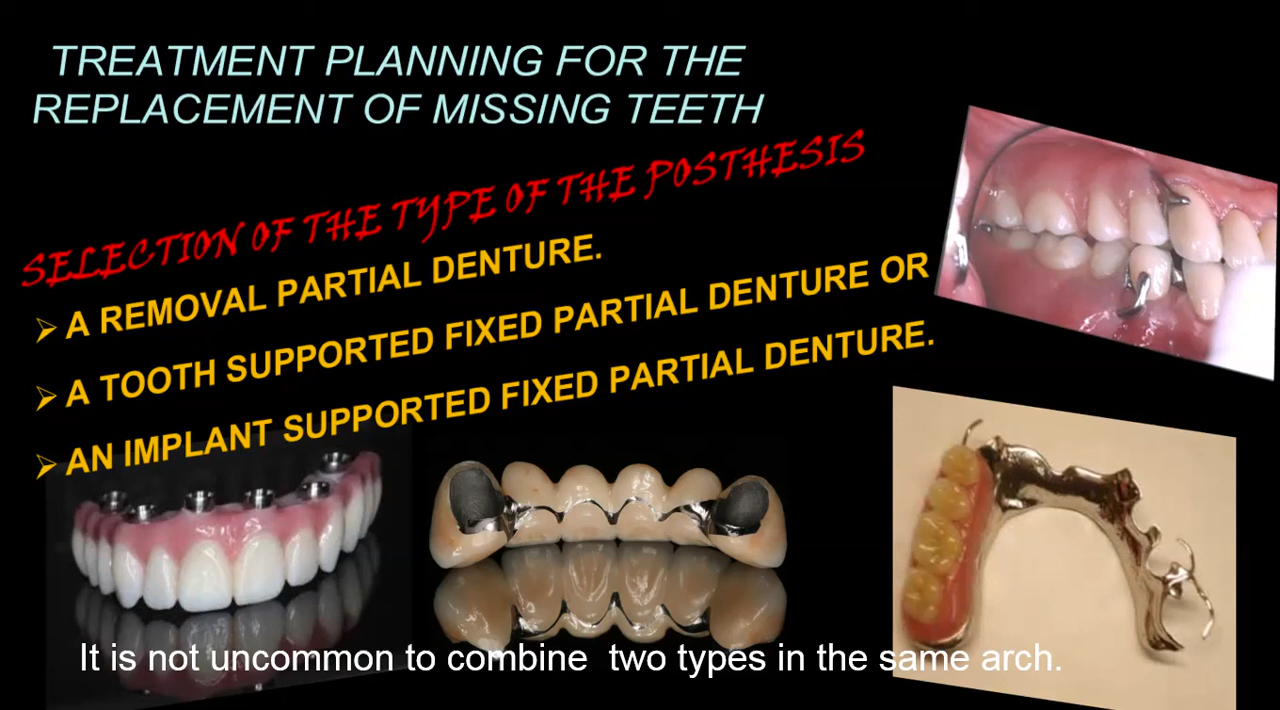 TREATMENT PLANNING FOR THE
REPLACEMENT OF MISSING TEETH
SELECTION OF THE TYPE OF THE POSTHESIS
➢ A REMOVAL PARTIAL DENTURE.
➢ A TOOTH SUPPORTED FIXED PARTIAL DENTURE OR
➢ AN IMPLANT SUPPORTED FIXED PARTIAL DENTURE.
It is not uncommon to combine two types in the same arch.